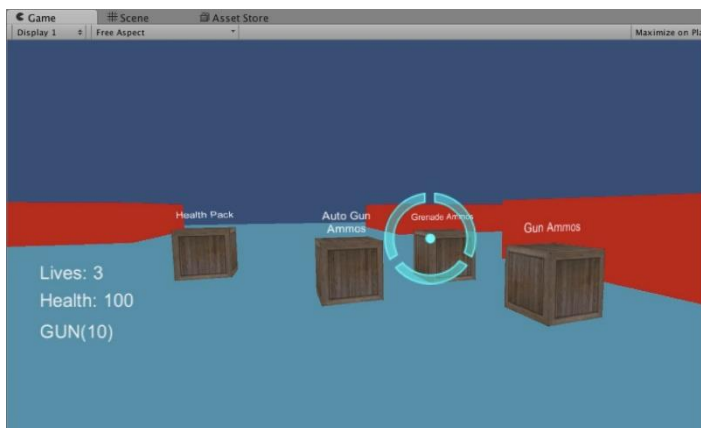 Game
Scene
Asset Store
Display 1
Free Aspect
Maximize on Pla
Health Pack
Auto Gun
Ammos
Grenade Ammos
Gun Ammos
Lives: 3
Health: 100
GUN(10)